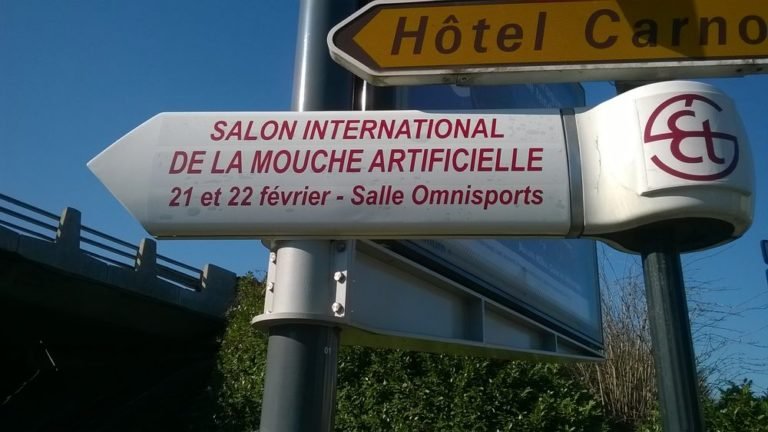 Hôtel Carno
SALON INTERNATIONAL
DE LA MOUCHE ARTIFICIELLE
21 et 22 février - Salle Omnisports